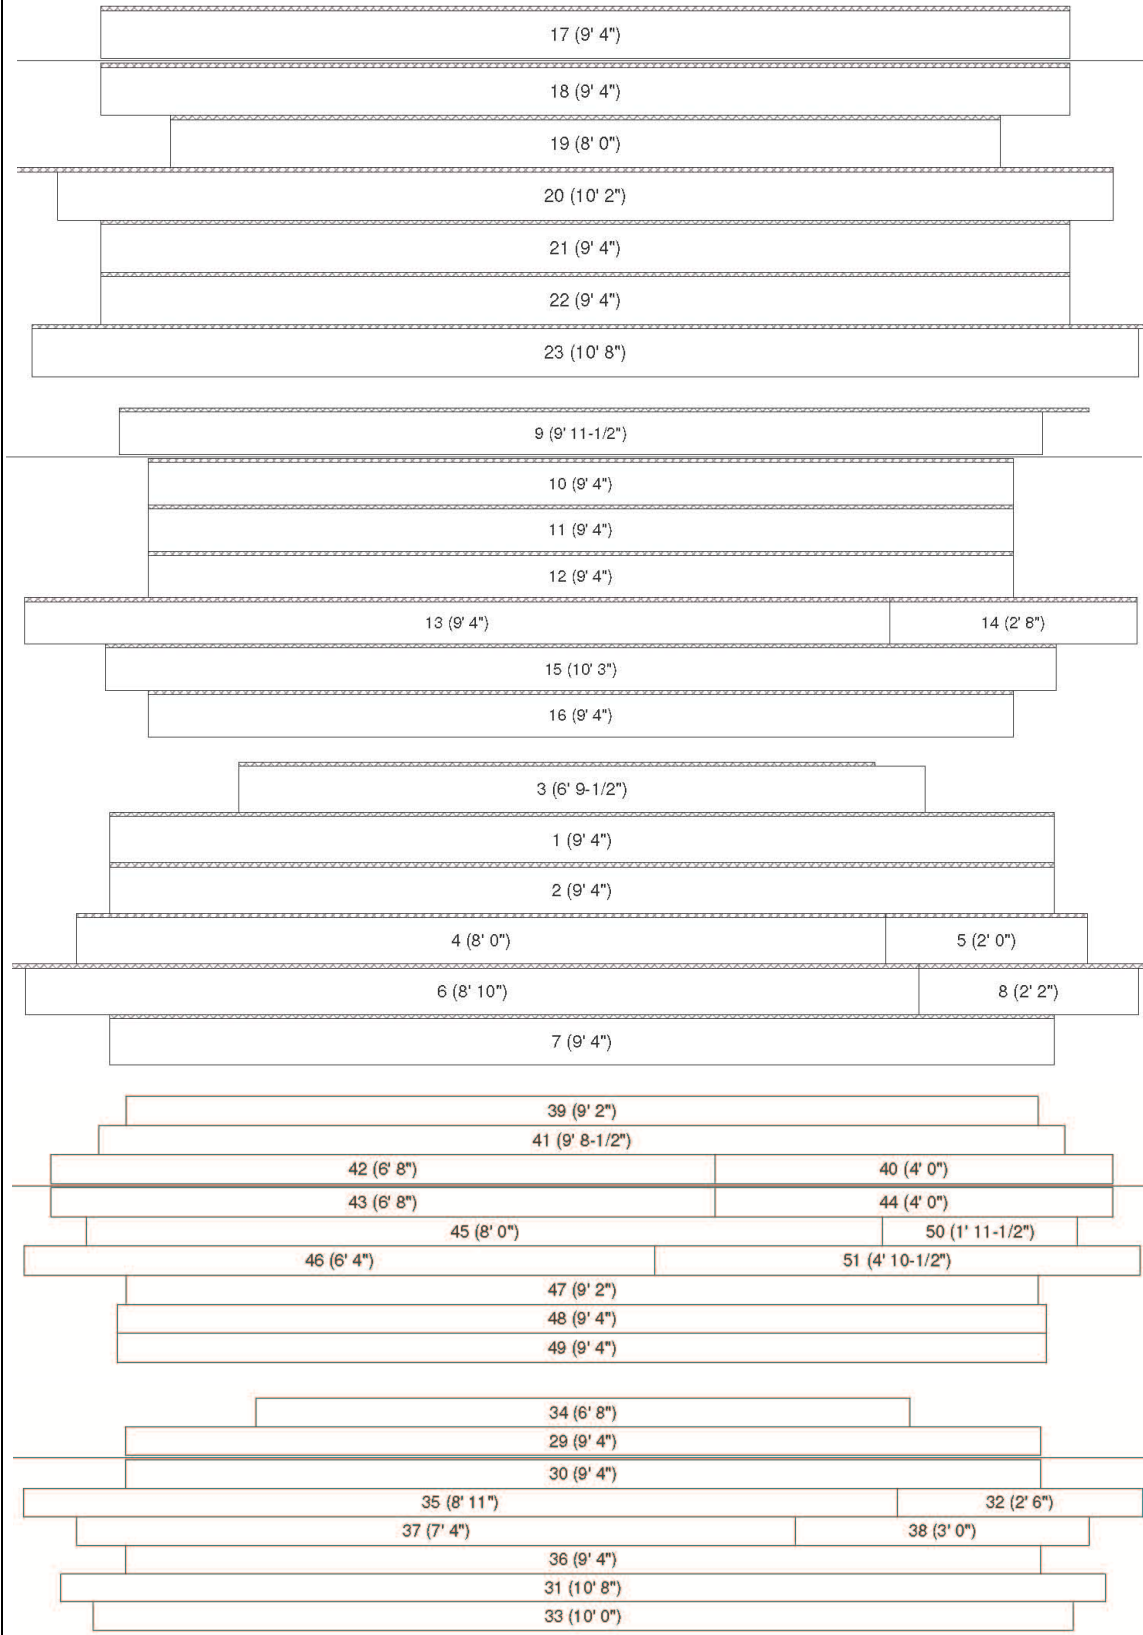 17 (9' 4")
18 (9' 4")
19 (8' 0")
20 (10' 2")
21 (9' 4")
22 (9' 4")
23 (10' 8")
9 (9' 11-1/2")
10 (9' 4")
11 (9' 4")
12 (9' 4")
13 (9' 4") 14 (2' 8")
15 (10' 3")
16 (9' 4")
3 (6' 9-1/2")
1 (9' 4")
2 (9' 4")
4 (8' 0") 5 (2' 0")
6 (8' 10") 8 (2' 2")
7 (9' 4")
39 (9' 2")
41 (9' 8-1/2")
42 (6' 8") 40 (4' 0")
43 (6' 8") 44 (4' 0")
45 (8' 0") 50 (1' 11-1/2")
46 (6' 4") 51 (4' 10-1/2")
47 (9' 2")
48 (9' 4")
49 (9' 4")
34 (6' 8")
29 (9' 4")
30 (9' 4")
35 (8' 11") 32 (2' 6")
37 (7' 4") 38 (3' 0")
36 (9' 4")
31 (10' 8")
33 (10' 0")